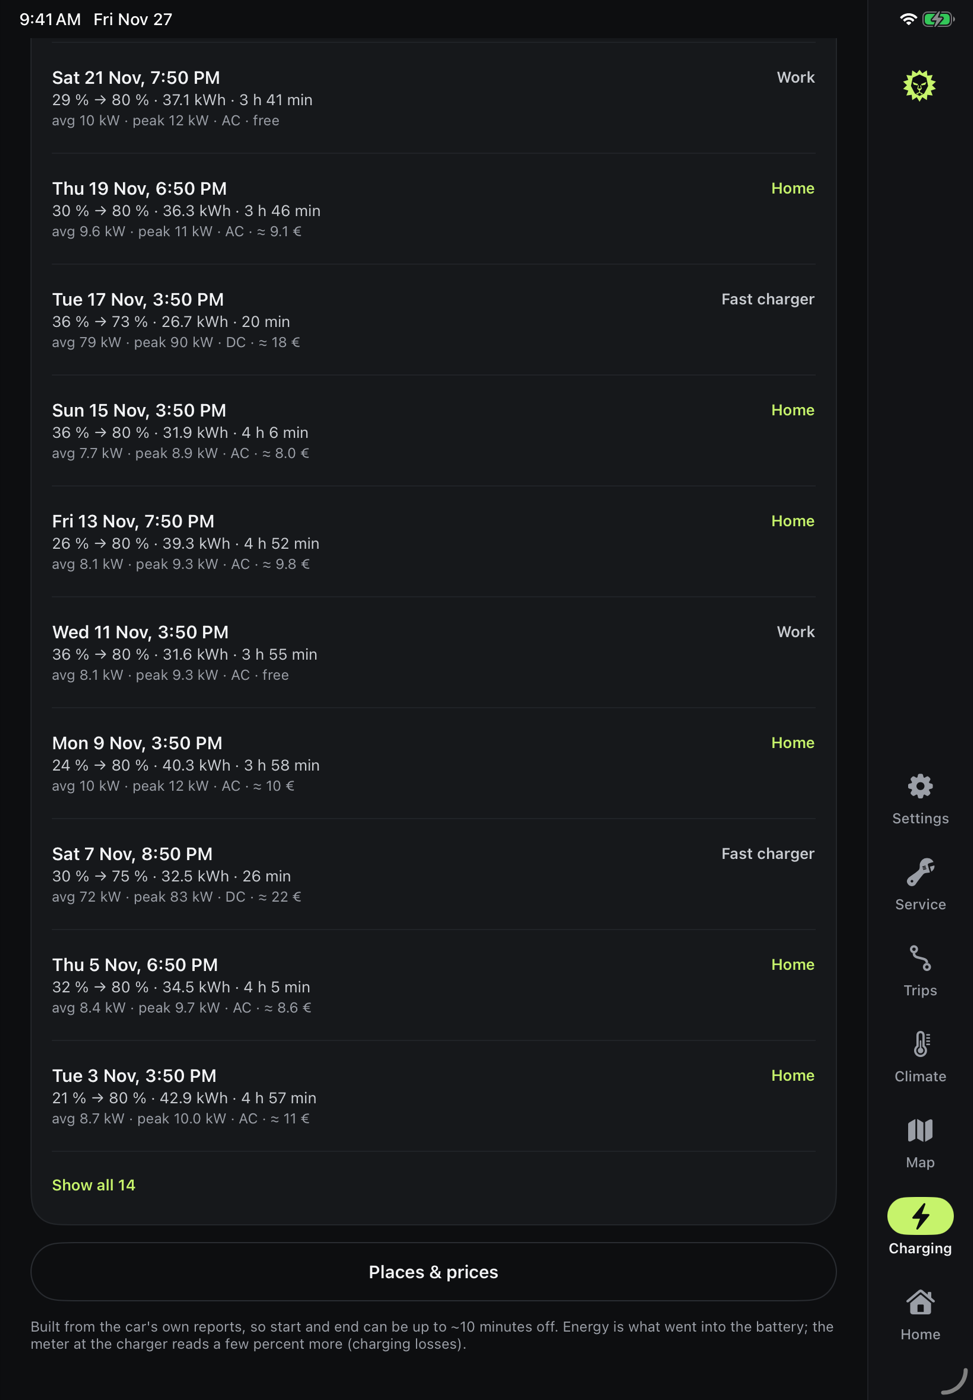 9:41 AM Fri Nov 27
Sat 21 Nov, 7:50 PM
Work
29 % → 80 % · 37.1 kWh · 3 h 41 min
avg 10 kW · peak 12 kW · AC · free
Thu 19 Nov, 6:50 PM
Home
30 % → 80 % · 36.3 kWh · 3 h 46 min
avg 9.6 kW · peak 11 kW · AC · ≈ 9.1 €
Tue 17 Nov, 3:50 PM
Fast charger
36 % → 73 % · 26.7 kWh · 20 min
avg 79 kW · peak 90 kW · DC · ≈ 18 €
Sun 15 Nov, 3:50 PM
Home
36 % → 80 % · 31.9 kWh · 4 h 6 min
avg 7.7 kW · peak 8.9 kW · AC · ≈ 8.0 €
Fri 13 Nov, 7:50 PM
Home
26 % → 80 % · 39.3 kWh · 4 h 52 min
avg 8.1 kW · peak 9.3 kW · AC · ≈ 9.8 €
Wed 11 Nov, 3:50 PM
Work
36 % → 80 % · 31.6 kWh · 3 h 55 min
avg 8.1 kW · peak 9.3 kW · AC · free
Mon 9 Nov, 3:50 PM
Home
24 % → 80 % · 40.3 kWh · 3 h 58 min
avg 10 kW · peak 12 kW · AC · ≈ 10 €
Sat 7 Nov, 8:50 PM
Fast charger
30 % → 75 % · 32.5 kWh · 26 min
avg 72 kW · peak 83 kW · DC · ≈ 22 €
Thu 5 Nov, 6:50 PM
Home
32 % → 80 % · 34.5 kWh · 4 h 5 min
avg 8.4 kW · peak 9.7 kW · AC · ≈ 8.6 €
Tue 3 Nov, 3:50 PM
Home
21 % → 80 % · 42.9 kWh · 4 h 57 min
avg 8.7 kW · peak 10.0 kW · AC · ≈ 11 €
Show all 14
Places & prices
Built from the car's own reports, so start and end can be up to ~10 minutes off. Energy is what went into the battery; the
meter at the charger reads a few percent more (charging losses).
Settings
Service
Trips
Climate
Map
Charging
Home